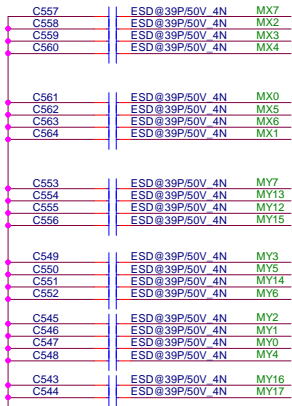 C557 ESD@39P/50V_4N MX7
C558 ESD@39P/50V_4N MX2
C559 ESD@39P/50V_4N MX3
C560 ESD@39P/50V_4N MX4
C561 ESD@39P/50V_4N MX0
C562 ESD@39P/50V_4N MX5
C563 ESD@39P/50V_4N MX6
C564 ESD@39P/50V_4N MX1
C553 ESD@39P/50V_4N MY7
C554 ESD@39P/50V_4N MY13
C555 ESD@39P/50V_4N MY12
C556 ESD@39P/50V_4N MY15
C549 ESD@39P/50V_4N MY3
C550 ESD@39P/50V_4N MY5
C551 ESD@39P/50V_4N MY14
C552 ESD@39P/50V_4N MY6
C545 ESD@39P/50V_4N MY2
C546 ESD@39P/50V_4N MY1
C547 ESD@39P/50V_4N MY0
C548 ESD@39P/50V_4N MY4
C543 ESD@39P/50V_4N MY16
C544 ESD@39P/50V_4N MY17